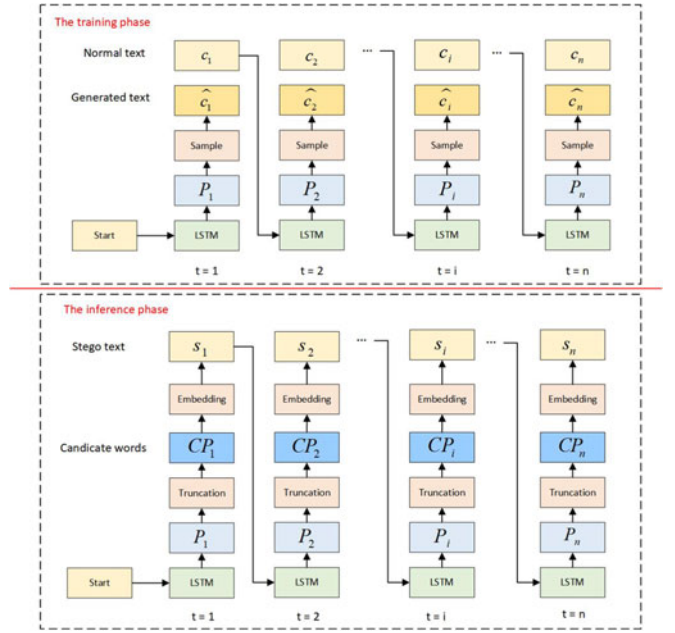 The training phase
Normal text c₁ c₂ ... cᵢ ... cₙ
Generated text ĉ₁ ĉ₂ ĉᵢ ĉₙ
Sample Sample Sample Sample
P₁ P₂ Pᵢ Pₙ
Start LSTM LSTM LSTM LSTM
t = 1 t = 2 t = i t = n
The inference phase
Stego text s₁ s₂ ... sᵢ ... sₙ
Embedding Embedding Embedding Embedding
Candicate words CP₁ CP₂ CPᵢ CPₙ
Truncation Truncation Truncation Truncation
P₁ P₂ Pᵢ Pₙ
Start LSTM LSTM LSTM LSTM
t = 1 t = 2 t = i t = n